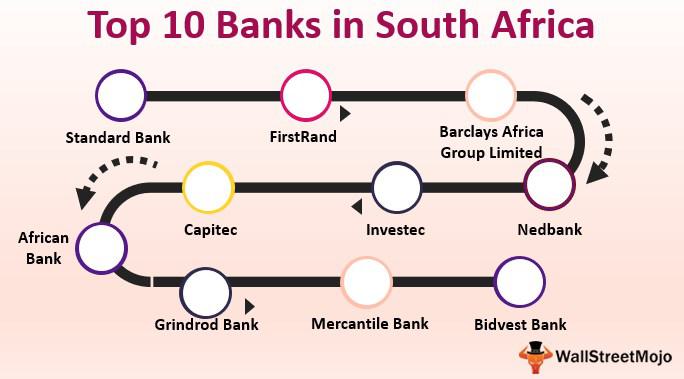 Top 10 Banks in South Africa
Standard Bank
FirstRand
Barclays Africa
Group Limited
Nedbank
Investec
Capitec
African
Bank
Grindrod Bank
Mercantile Bank
Bidvest Bank
WallStreetMojo